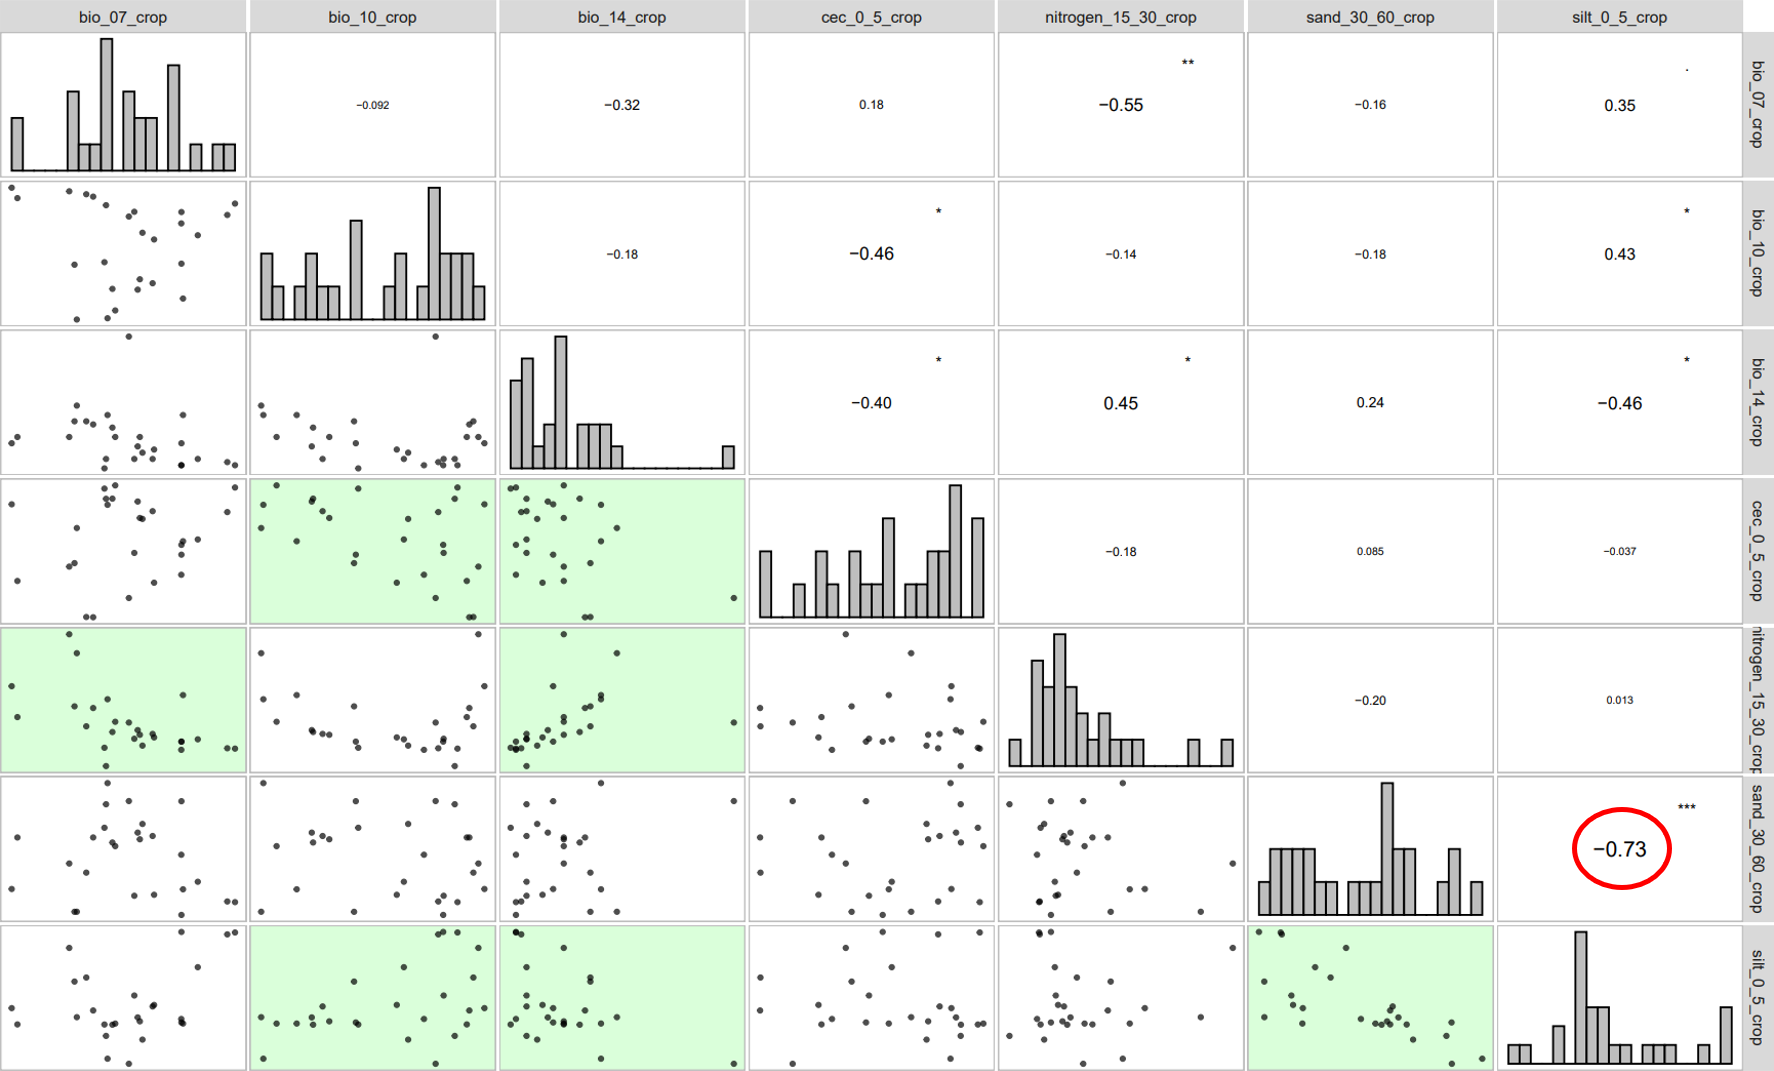 bio_07_crop bio_10_crop bio_14_crop cec_0_5_crop nitrogen_15_30_crop sand_30_60_crop silt_0_5_crop
** .
−0.092 −0.32 0.18 −0.55 −0.16 0.35
bio_07_crop
* *
−0.18 −0.46 −0.14 −0.18 0.43
bio_10_crop
* * *
−0.40 0.45 0.24 −0.46
bio_14_crop
−0.18 0.085 −0.037
cec_0_5_crop
−0.20 0.013
nitrogen_15_30_crop
***
−0.73
sand_30_60_crop
silt_0_5_crop